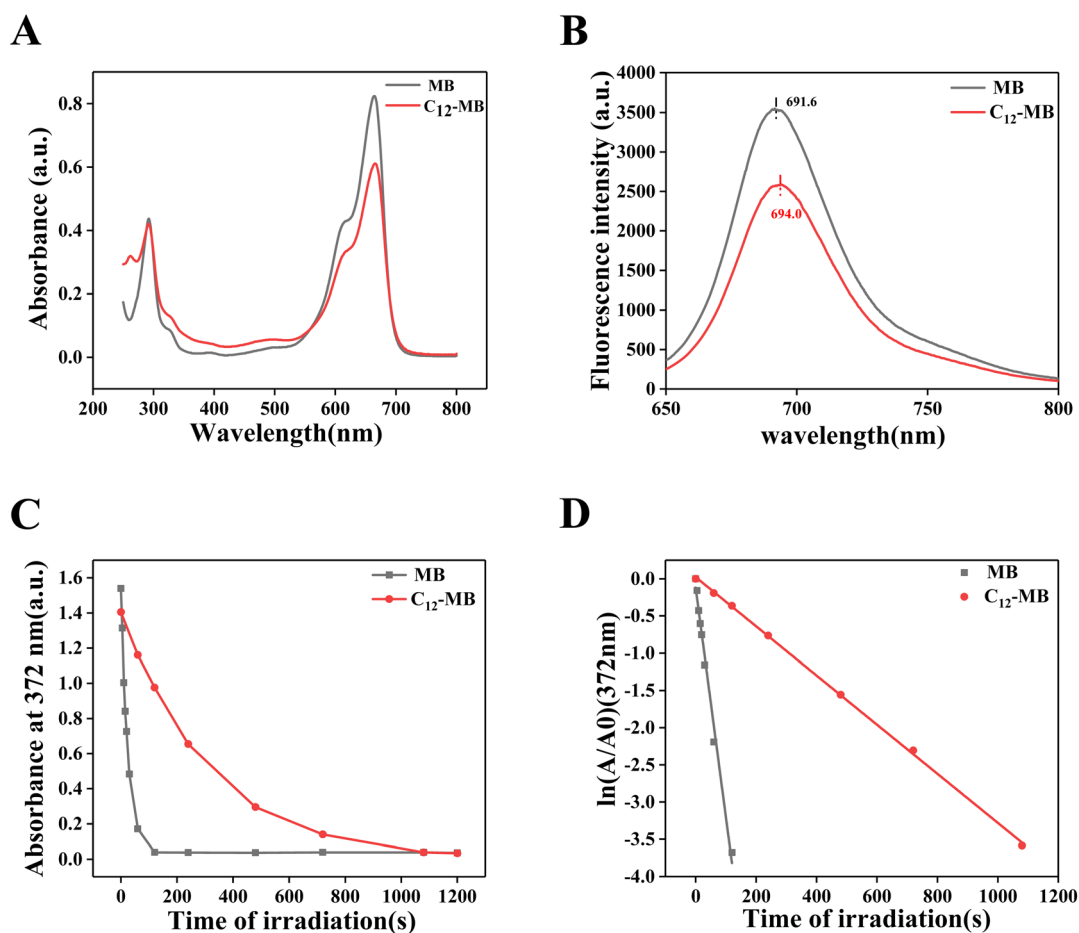 A
MB
C12-MB
0.8
0.6
0.4
0.2
0.0
Absorbance (a.u.)
200 300 400 500 600 700 800
Wavelength(nm)
B
MB
C12-MB
691.6
694.0
4000
3500
3000
2500
2000
1500
1000
500
0
Fluorescence intensity (a.u.)
650 700 750 800
wavelength(nm)
C
MB
C12-MB
1.6
1.4
1.2
1.0
0.8
0.6
0.4
0.2
0.0
Absorbance at 372 nm(a.u.)
0 200 400 600 800 1000 1200
Time of irradiation(s)
D
MB
C12-MB
0.0
-0.5
-1.0
-1.5
-2.0
-2.5
-3.0
-3.5
-4.0
ln(A/A0)(372nm)
0 200 400 600 800 1000 1200
Time of irradiation(s)